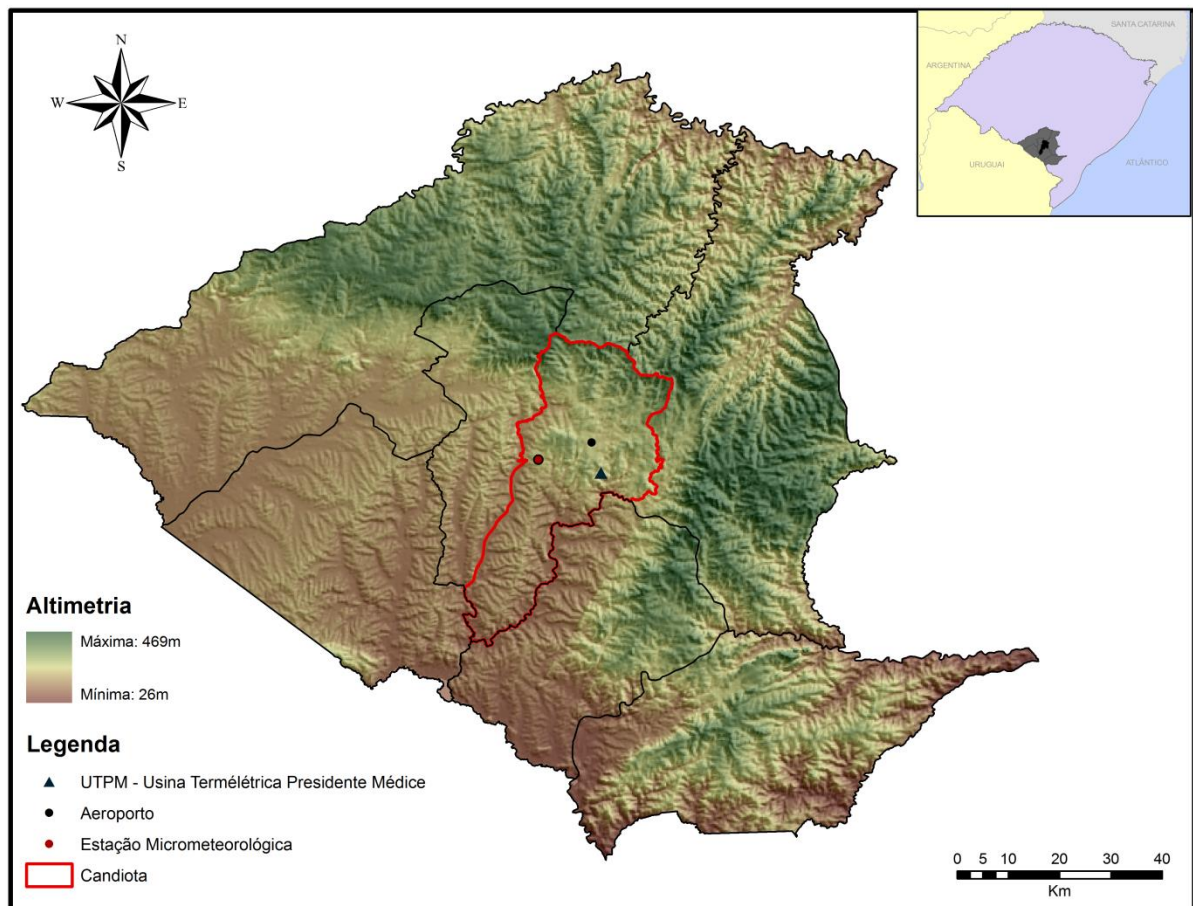 N
W E
S
SANTA CATARINA
ARGENTINA
URUGUAI
ATLÂNTICO
Altimetria
Máxima: 469m
Mínima: 26m
Legenda
UTPM - Usina Termélétrica Presidente Médice
Aeroporto
Estação Micrometeorológica
Candiota
0 5 10 20 30 40
Km